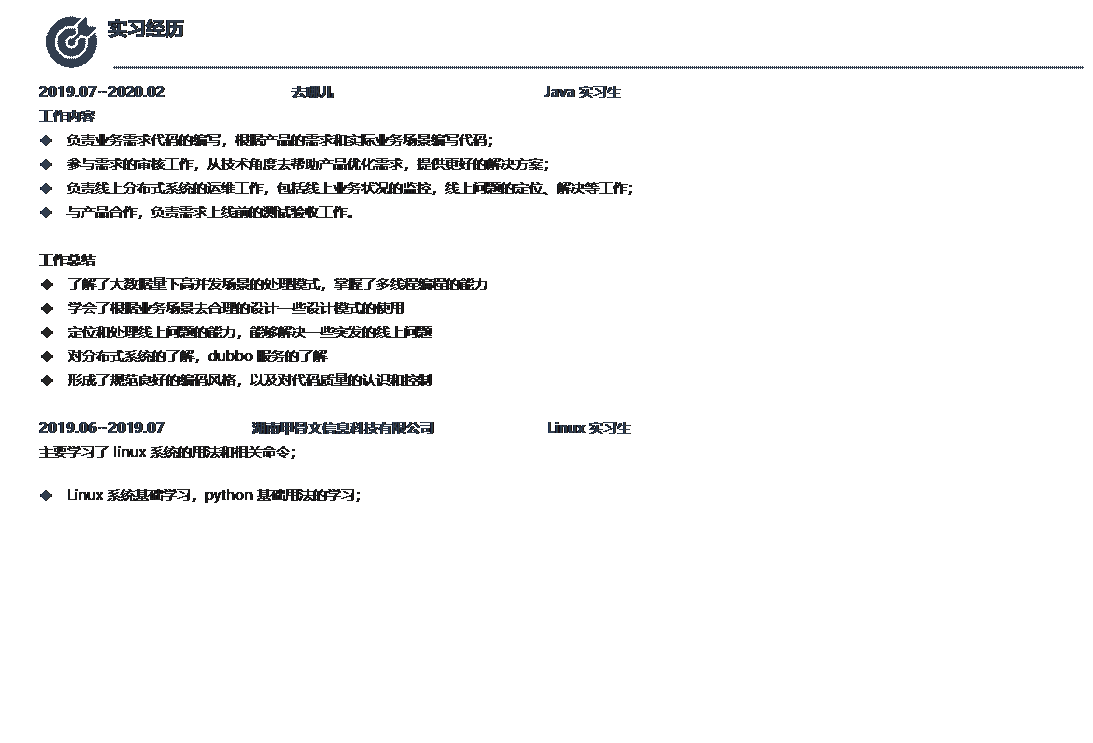 实习经历
2019.07--2020.02 去哪儿 Java 实习生
工作内容
负责业务需求代码的编写，根据产品的需求和实际业务场景编写代码；
参与需求的审核工作，从技术角度去帮助产品优化需求，提供更好的解决方案；
负责线上分布式系统的运维工作，包括线上业务状况的监控，线上问题的定位、解决等工作；
与产品合作，负责需求上线前的测试验收工作。
工作总结
了解了大数据量下高并发场景的处理模式，掌握了多线程编程的能力
学会了根据业务场景去合理的设计一些设计模式的使用
定位和处理线上问题的能力，能够解决一些突发的线上问题
对分布式系统的了解，dubbo 服务的了解
形成了规范良好的编码风格，以及对代码质量的认识和控制
2019.06--2019.07 湖南甲骨文信息科技有限公司 Linux 实习生
主要学习了 linux 系统的用法和相关命令；
Linux 系统基础学习，python 基础用法的学习；